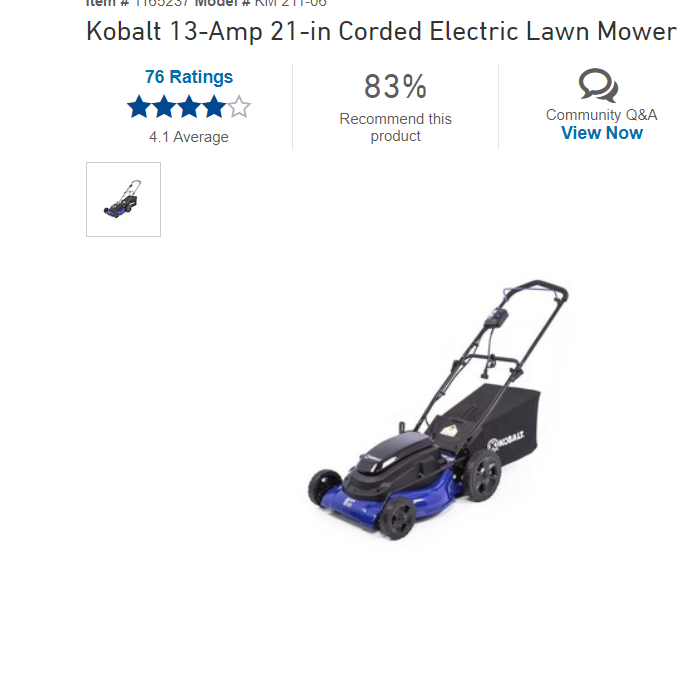 Item # 1165237 Model # KM 211-06
Kobalt 13-Amp 21-in Corded Electric Lawn Mower
76 Ratings
4.1 Average
83%
Recommend this
product
Community Q&A
View Now
KOBALT